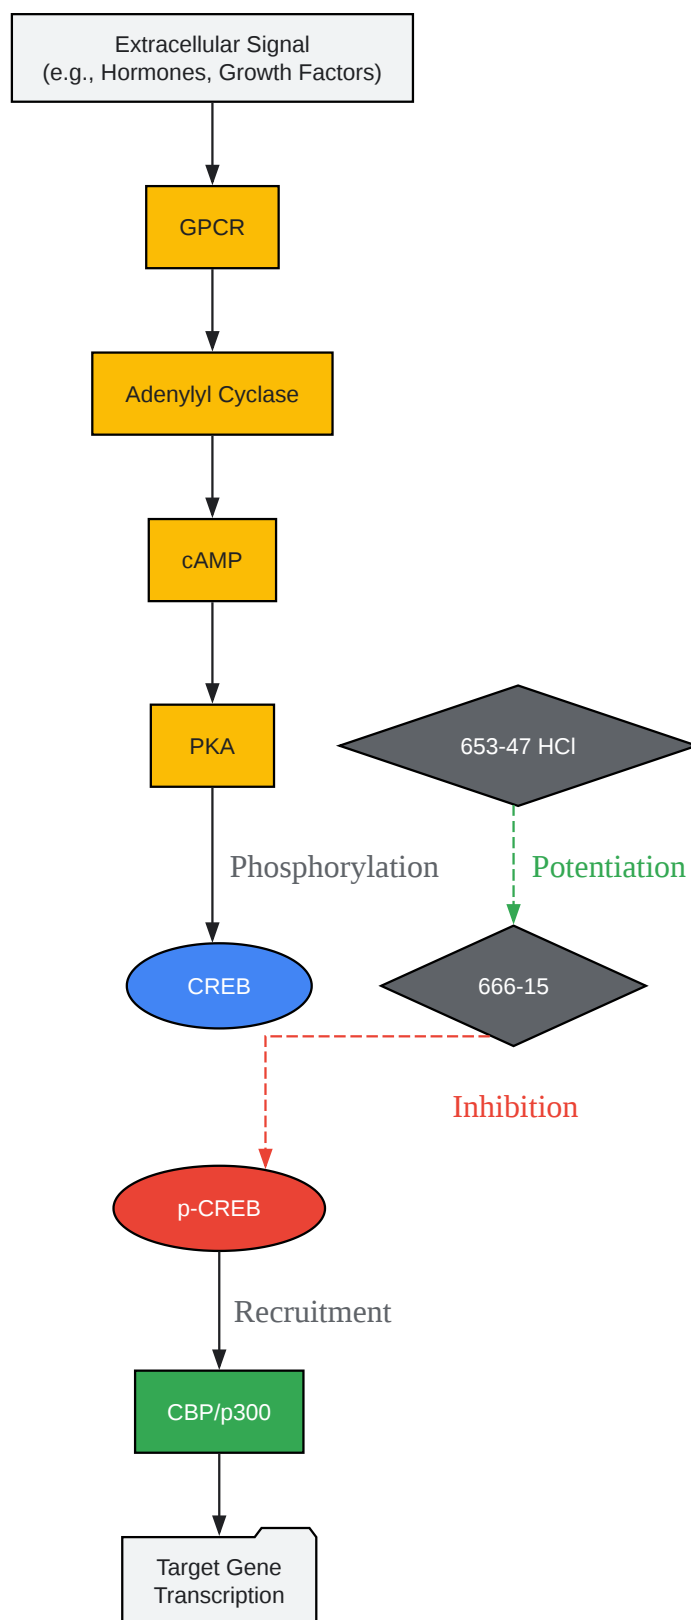 Extracellular Signal
(e.g., Hormones, Growth Factors)
GPCR
Adenylyl Cyclase
cAMP
PKA
653-47 HCl
Phosphorylation
Potentiation
CREB
666-15
Inhibition
p-CREB
Recruitment
CBP/p300
Target Gene
Transcription